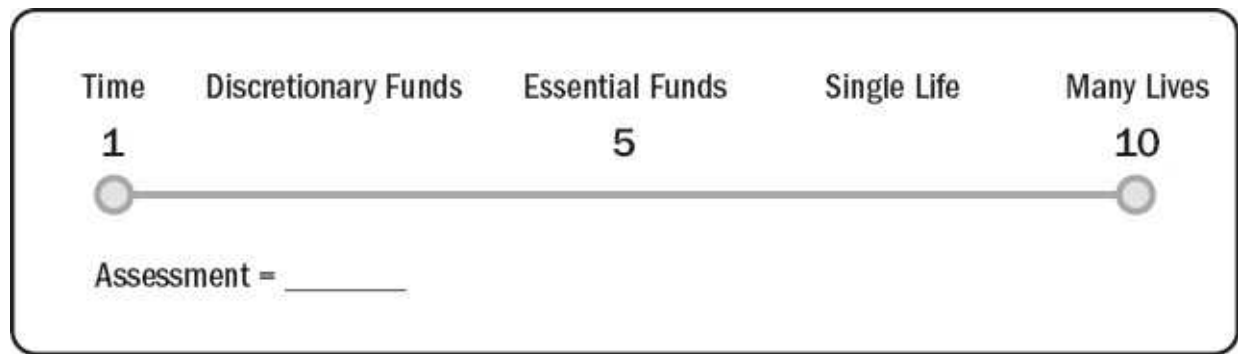 Time Discretionary Funds Essential Funds Single Life Many Lives
1 5 10
Assessment = _______